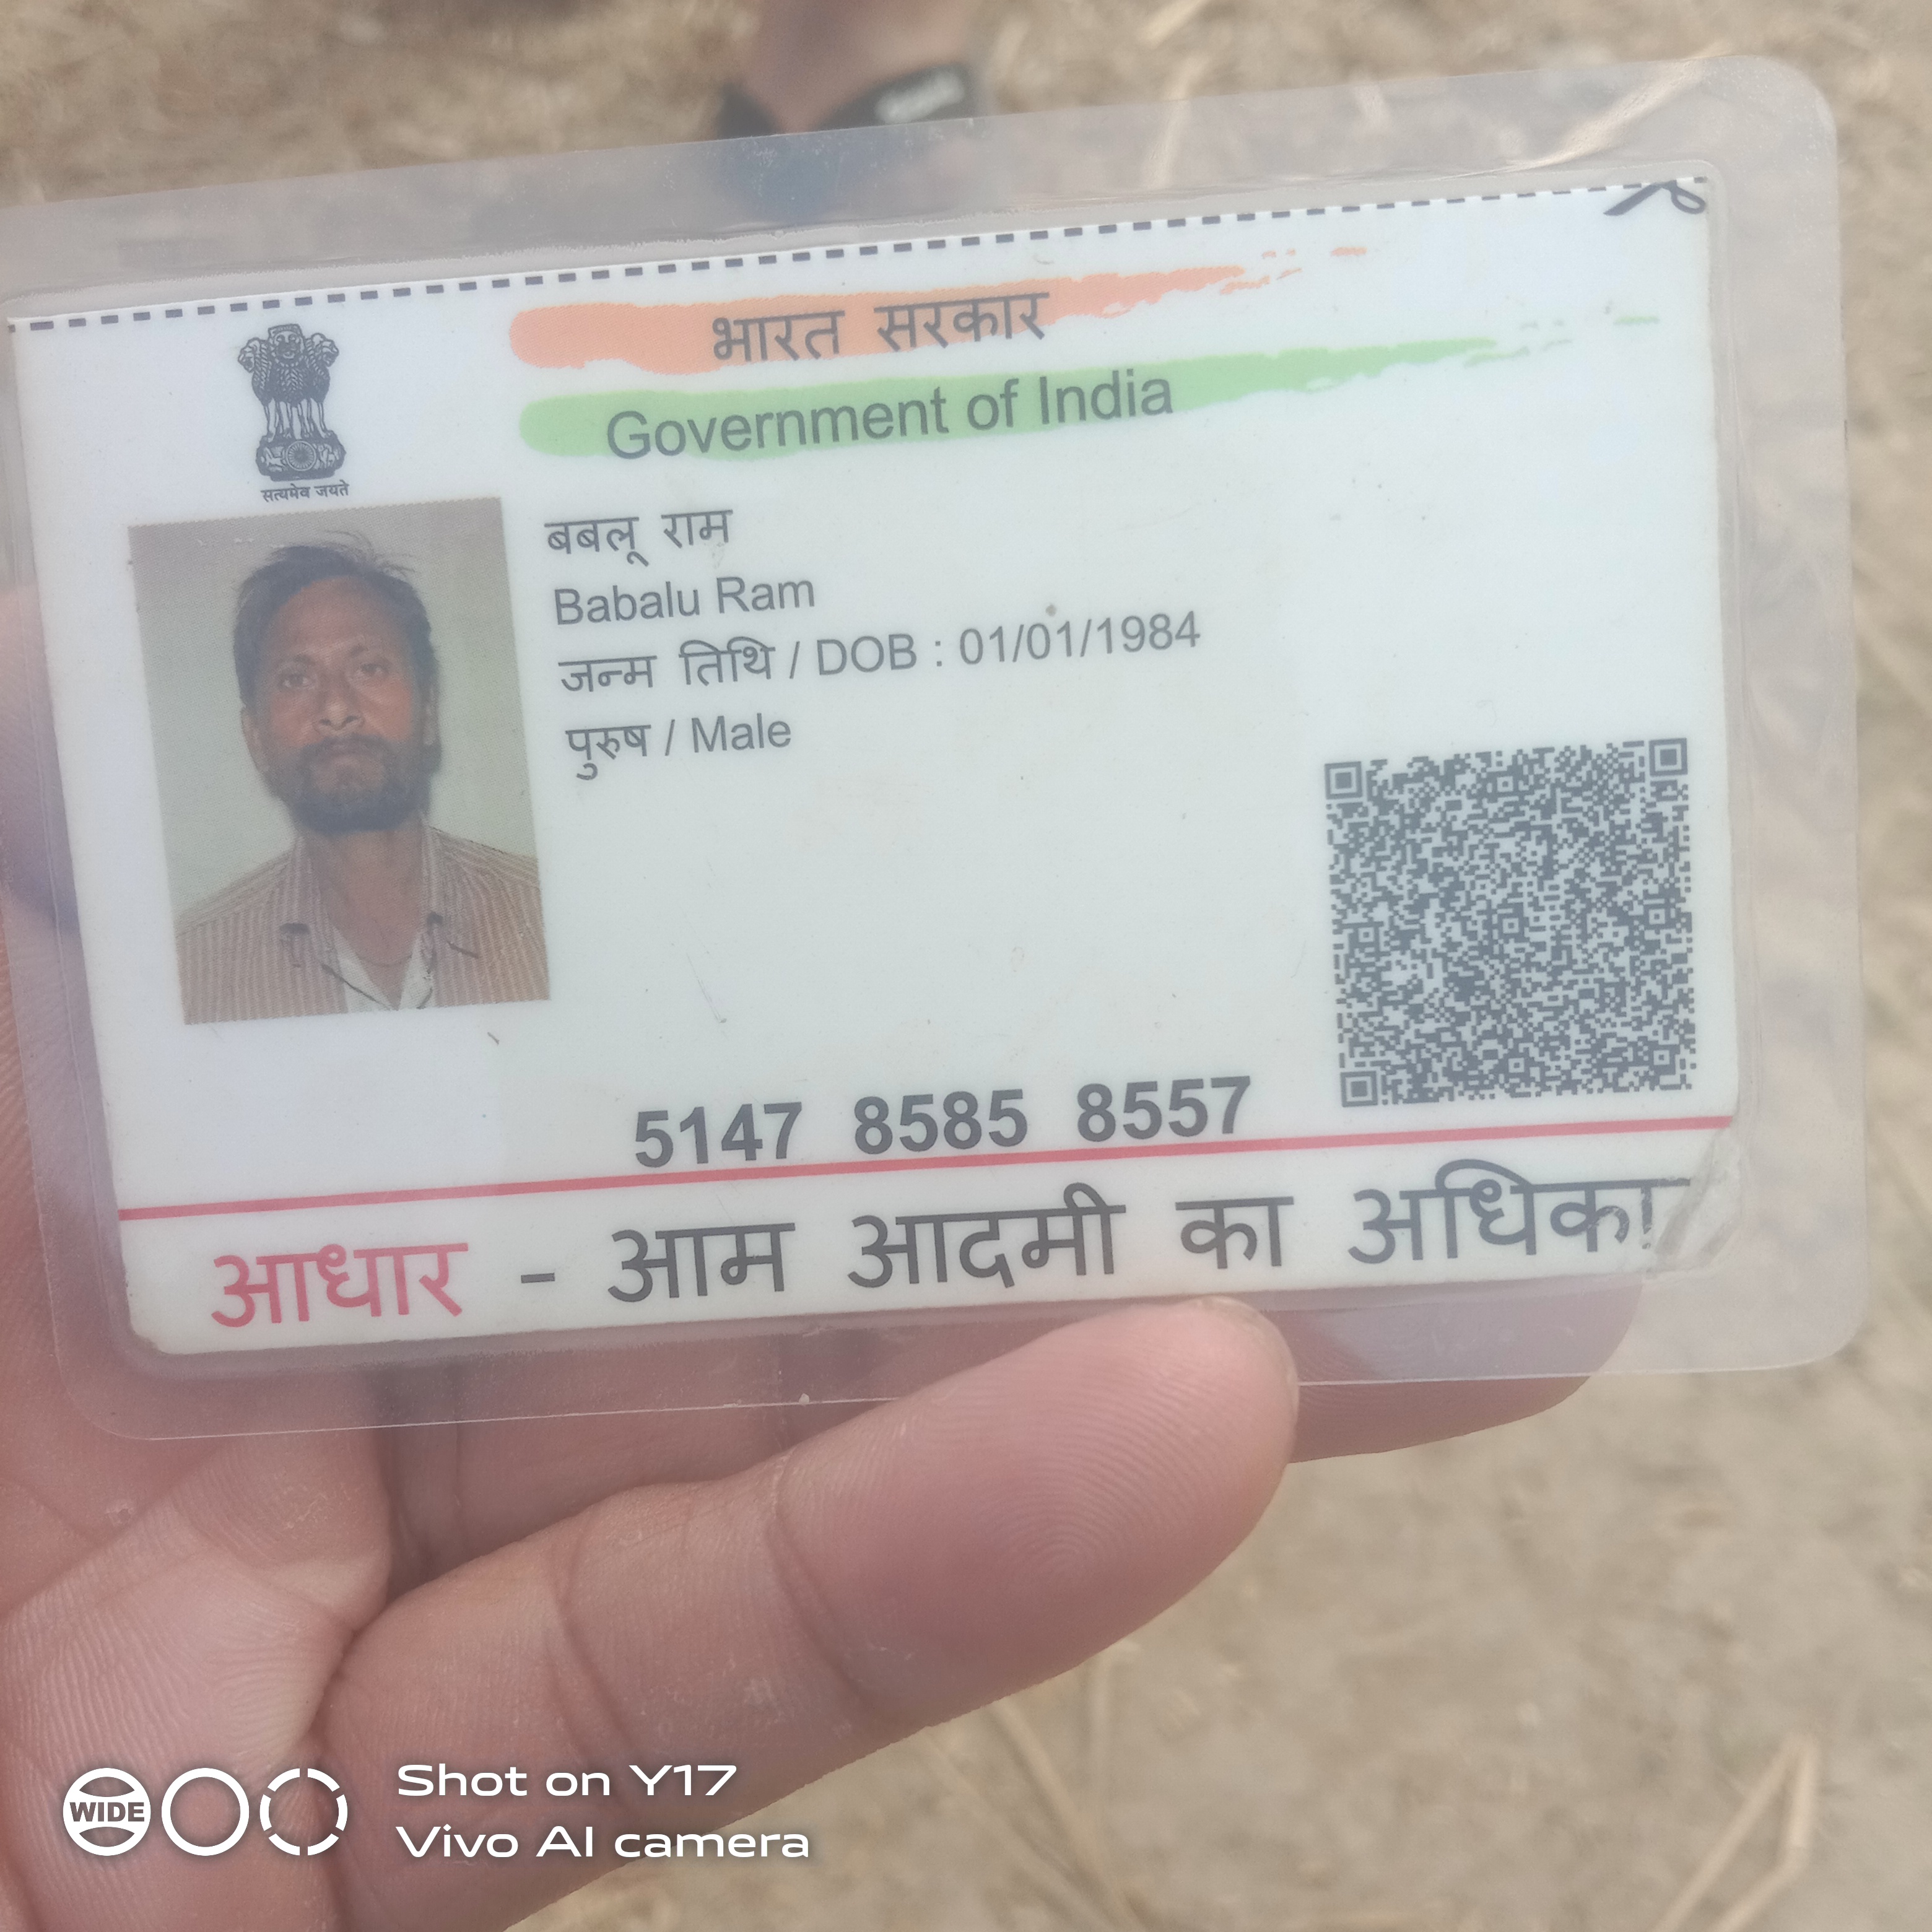 भारत सरकार
Government of India
सत्यमेव जयते
बबलू राम
Babalu Ram
जन्म तिथि / DOB : 01/01/1984
पुरुष / Male
5147 8585 8557
आधार - आम आदमी का अधिका
WIDE
Shot on Y17
Vivo AI camera